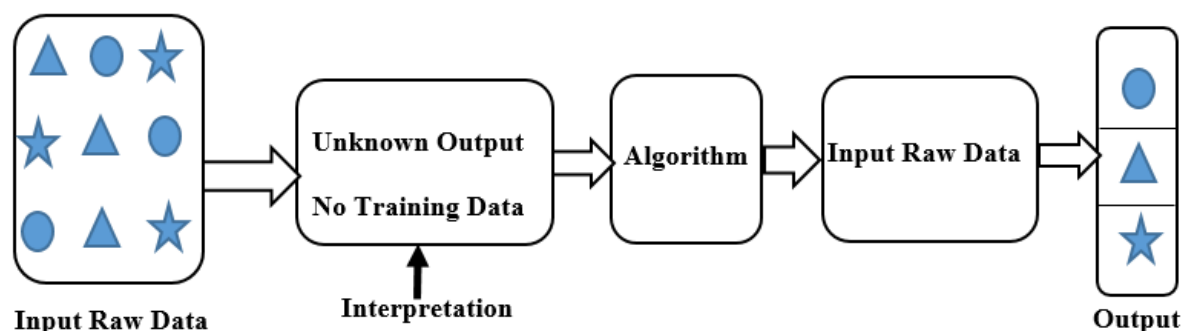 Unknown Output
No Training Data
Algorithm
Input Raw Data
Interpretation
Input Raw Data
Output